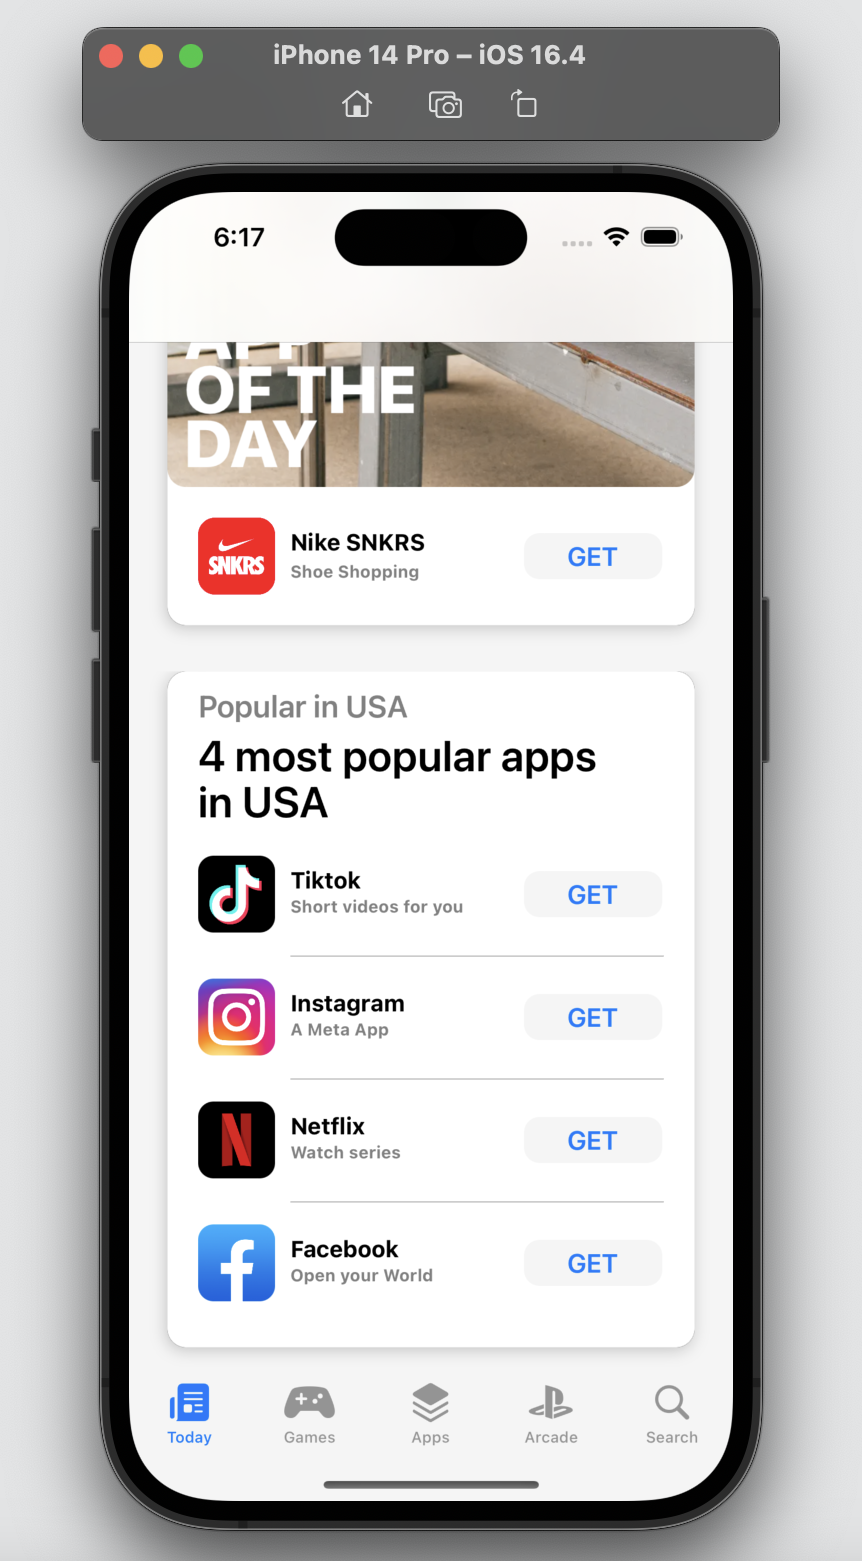 iPhone 14 Pro – iOS 16.4
6:17
APP
OF THE
DAY
SNKRS
Nike SNKRS
Shoe Shopping
GET
Popular in USA
4 most popular apps
in USA
Tiktok
Short videos for you
GET
Instagram
A Meta App
GET
Netflix
Watch series
GET
Facebook
Open your World
GET
Today
Games
Apps
Arcade
Search